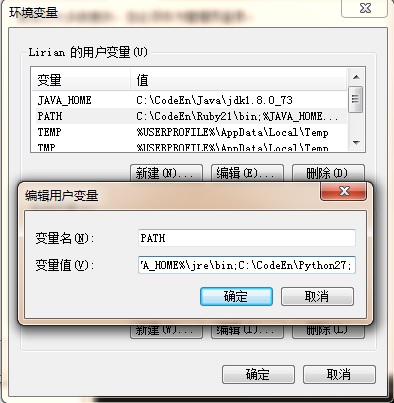 环境变量
Lirian 的用户变量(U)
变量 值
JAVA_HOME C:\CodeEn\Java\jdk1.8.0_73
PATH C:\CodeEn\Ruby21\bin;%JAVA_HOME...
TEMP %USERPROFILE%\AppData\Local\Temp
TMP %USERPROFILE%\AppData\Local\Temp
新建(N)... 编辑(E)... 删除(D)
编辑用户变量
变量名(N): PATH
变量值(V): A_HOME%\jre\bin;C:\CodeEn\Python27;
确定 取消
新建(W)... 编辑(I)... 删除(L)
确定 取消